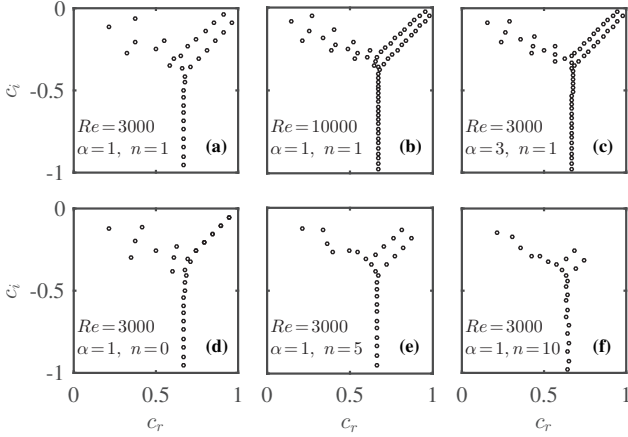 0
c_i
-0.5
-1
Re=3000
α=1, n=1 (a)
Re=10000
α=1, n=1 (b)
Re=3000
α=3, n=1 (c)
0
c_i
-0.5
-1
Re=3000
α=1, n=0 (d)
Re=3000
α=1, n=5 (e)
Re=3000
α=1, n=10 (f)
0 0.5 1 0 0.5 1 0 0.5 1
c_r c_r c_r